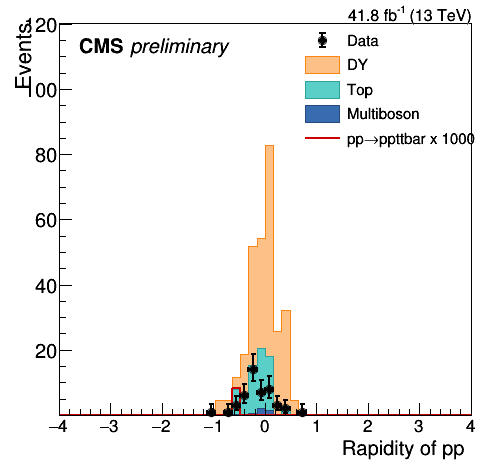 41.8 fb⁻¹ (13 TeV)
Events
CMS preliminary
Data
DY
Top
Multiboson
pp→ppttbar x 1000
120
100
80
60
40
20
−4 −3 −2 −1 0 1 2 3 4
Rapidity of pp